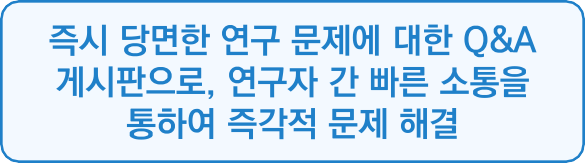 즉시 당면한 연구 문제에 대한 Q&A
게시판으로, 연구자 간 빠른 소통을
통하여 즉각적 문제 해결